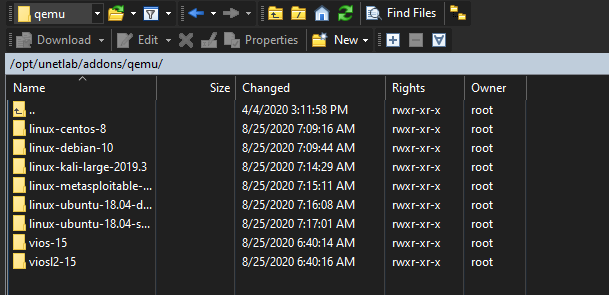 qemu Find Files
Download Edit Properties New
/opt/unetlab/addons/qemu/
Name Size Changed Rights Owner
.. 4/4/2020 3:11:58 PM rwxr-xr-x root
linux-centos-8 8/25/2020 7:09:16 AM rwxr-xr-x root
linux-debian-10 8/25/2020 7:09:44 AM rwxr-xr-x root
linux-kali-large-2019.3 8/25/2020 7:14:29 AM rwxr-xr-x root
linux-metasploitable-... 8/25/2020 7:15:11 AM rwxr-xr-x root
linux-ubuntu-18.04-d... 8/25/2020 7:16:08 AM rwxr-xr-x root
linux-ubuntu-18.04-s... 8/25/2020 7:17:01 AM rwxr-xr-x root
vios-15 8/25/2020 6:40:14 AM rwxr-xr-x root
viosl2-15 8/25/2020 6:40:16 AM rwxr-xr-x root